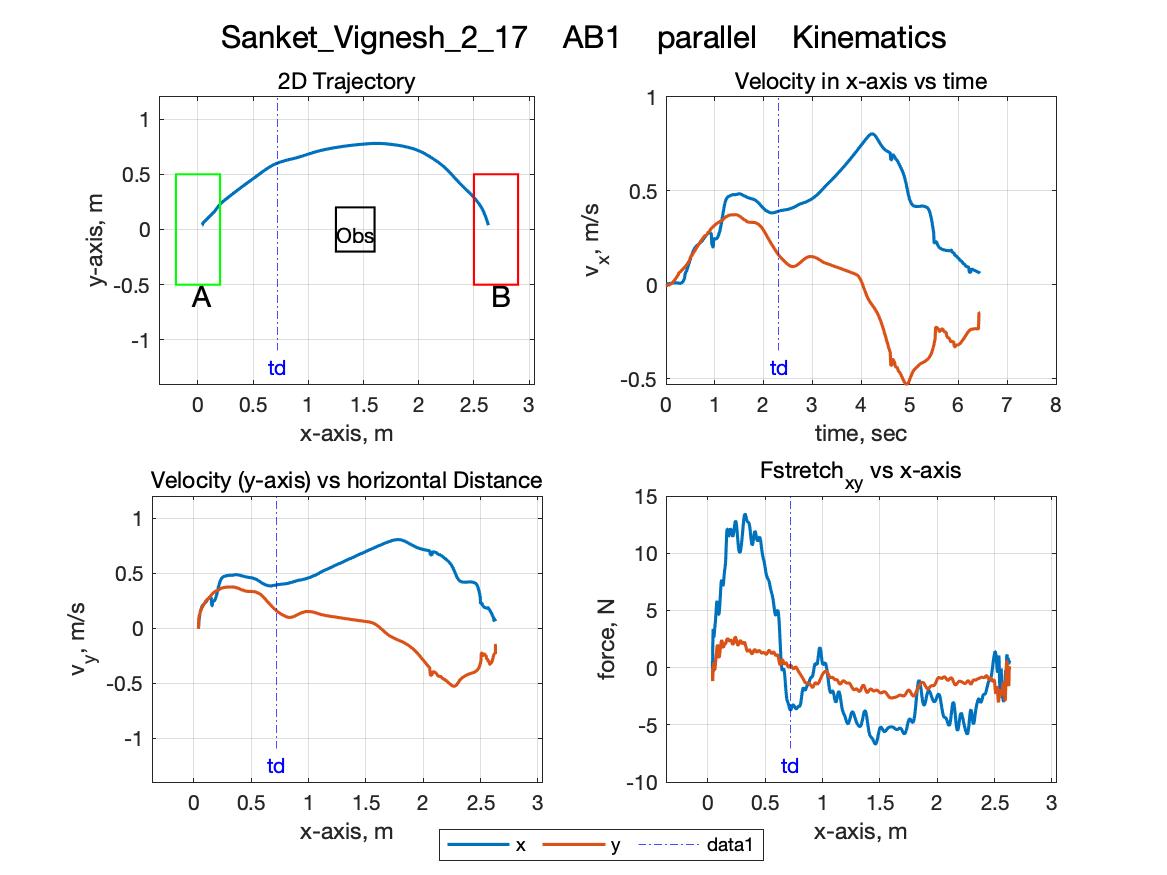 Sanket_Vignesh_2_17 AB1 parallel Kinematics
2D Trajectory
1
0.5
0
-0.5
-1
y-axis, m
A
Obs
B
td
0 0.5 1 1.5 2 2.5 3
x-axis, m
Velocity in x-axis vs time
1
0.5
0
-0.5
v_x, m/s
td
0 1 2 3 4 5 6 7 8
time, sec
Velocity (y-axis) vs horizontal Distance
1
0.5
0
-0.5
-1
v_y, m/s
td
0 0.5 1 1.5 2 2.5 3
x-axis, m
Fstretch_xy vs x-axis
15
10
5
0
-5
-10
force, N
td
0 0.5 1 1.5 2 2.5 3
x-axis, m
x y data1